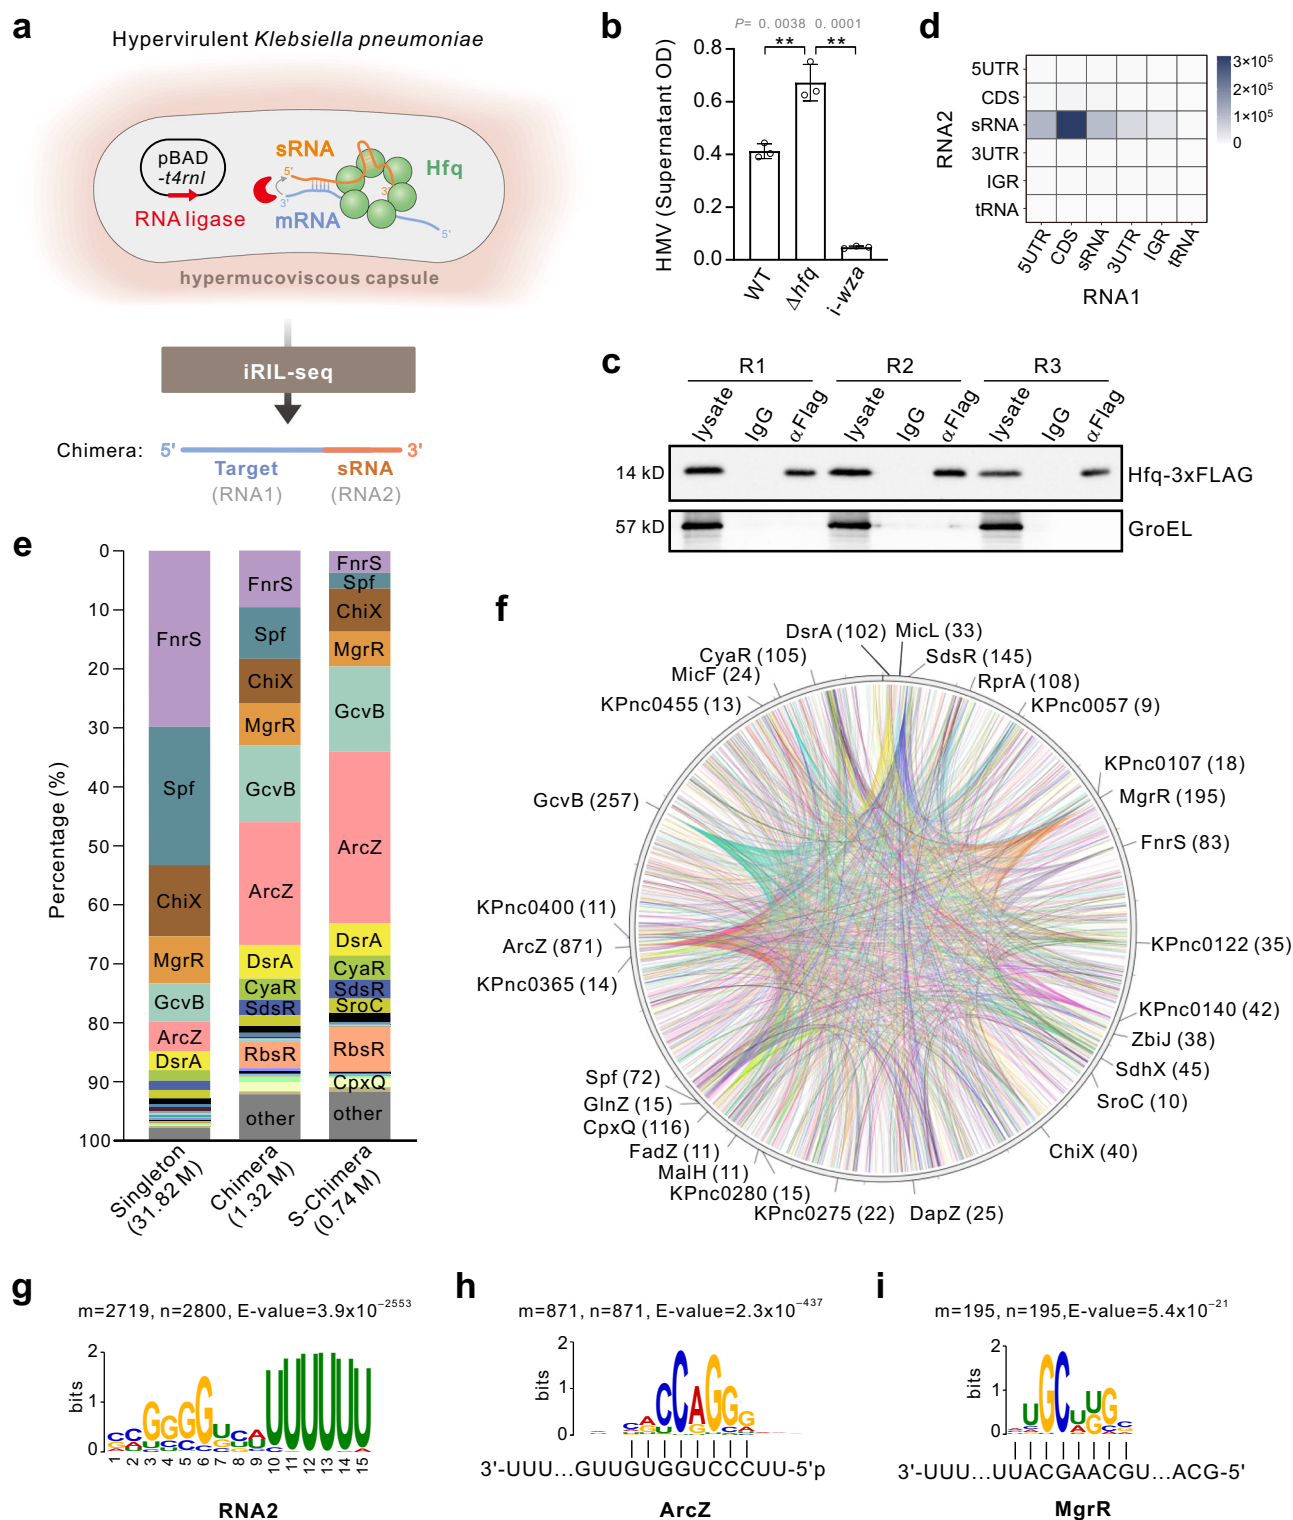 a
Hypervirulent Klebsiella pneumoniae
pBAD
-t4rnl
RNA ligase
sRNA
5'
3'
Hfq
3'
mRNA
5'
hypermucoviscous capsule
iRIL-seq
Chimera: 5' 3'
Target sRNA
(RNA1) (RNA2)
b
P= 0.0038 0.0001
** **
HMV (Supernatant OD)
0.8
0.6
0.4
0.2
0.0
WT Δhfq i-wza
d
RNA2
5UTR
CDS
sRNA
3UTR
IGR
tRNA
5UTR CDS sRNA 3UTR IGR tRNA
RNA1
3×10⁵
2×10⁵
1×10⁵
0
c
R1 R2 R3
lysate IgG αFlag lysate IgG αFlag lysate IgG αFlag
14 kD Hfq-3xFLAG
57 kD GroEL
e
Percentage (%)
0
10
20
30
40
50
60
70
80
90
100
FnrS
Spf
ChiX
MgrR
GcvB
ArcZ
DsrA
FnrS
Spf
ChiX
MgrR
GcvB
ArcZ
DsrA
CyaR
SdsR
RbsR
other
FnrS
Spf
ChiX
MgrR
GcvB
ArcZ
DsrA
CyaR
SdsR
SroC
RbsR
CpxQ
other
Singleton
(31.82 M)
Chimera
(1.32 M)
S-Chimera
(0.74 M)
f
DsrA (102) MicL (33)
CyaR (105) SdsR (145)
MicF (24) RprA (108)
KPnc0455 (13) KPnc0057 (9)
KPnc0107 (18)
GcvB (257) MgrR (195)
FnrS (83)
KPnc0400 (11)
ArcZ (871) KPnc0122 (35)
KPnc0365 (14)
KPnc0140 (42)
ZbiJ (38)
SdhX (45)
Spf (72)
GlnZ (15) SroC (10)
CpxQ (116)
FadZ (11) ChiX (40)
MalH (11)
KPnc0280 (15)
KPnc0275 (22) DapZ (25)
g
m=2719, n=2800, E-value=3.9x10⁻²⁵⁵³
bits
2
1
0
1 2 3 4 5 6 7 8 9 10 11 12 13 14 15
RNA2
h
m=871, n=871, E-value=2.3x10⁻⁴³⁷
bits
2
1
0
3'-UUU...GUUGUGGUCCCUU-5'p
ArcZ
i
m=195, n=195,E-value=5.4x10⁻²¹
bits
2
1
0
3'-UUU...UUACGAACGU...ACG-5'
MgrR